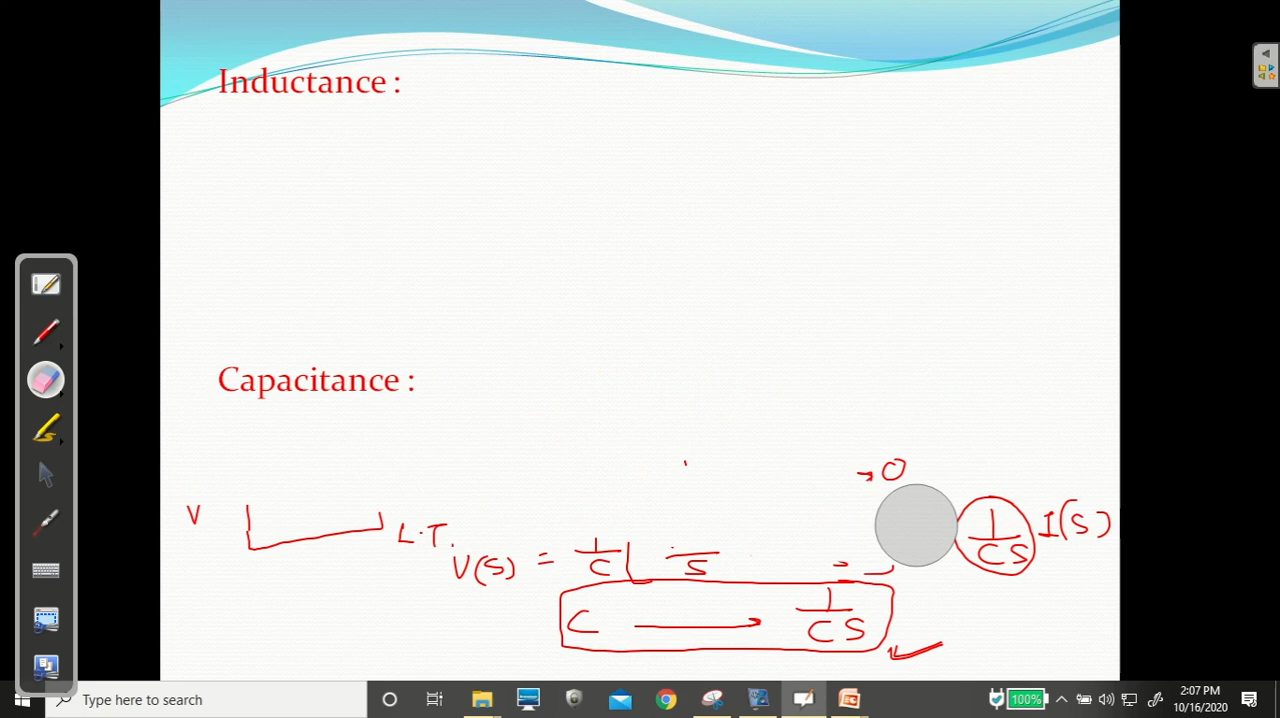 Inductance :
Capacitance :
→ 0
V
L.T.
V(S) = 1/C
S
=
1/CS I(S)
C → 1/CS
Type here to search
100%
2:07 PM
10/16/2020